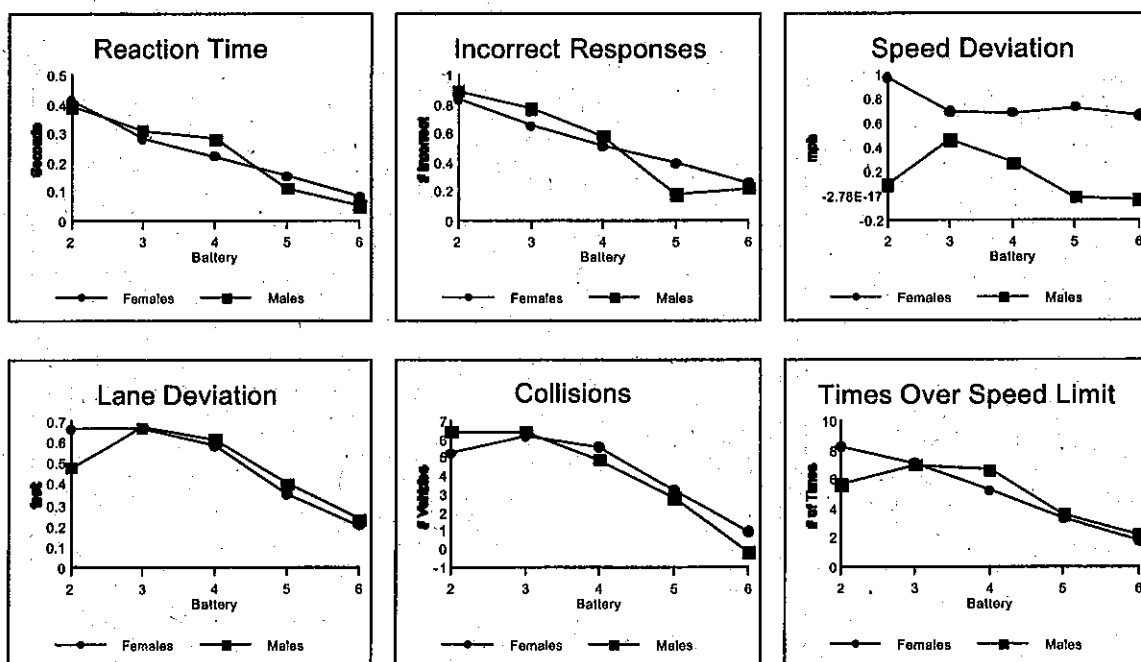 Reaction Time
0.5
0.4
0.3
0.2
0.1
0
Seconds
2 3 4 5 6
Battery
Females Males
Incorrect Responses
1
0.8
0.6
0.4
0.2
0
# Incorrect
2 3 4 5 6
Battery
Females Males
Speed Deviation
1
0.8
0.6
0.4
0.2
-2.78E-17
-0.2
mph
2 3 4 5 6
Battery
Females Males
Lane Deviation
0.7
0.6
0.5
0.4
0.3
0.2
0.1
0
feet
2 3 4 5 6
Battery
Females Males
Collisions
7
6
5
4
3
2
1
0
-1
# Vehicles
2 3 4 5 6
Battery
Females Males
Times Over Speed Limit
10
8
6
4
2
0
# of Times
2 3 4 5 6
Battery
Females Males